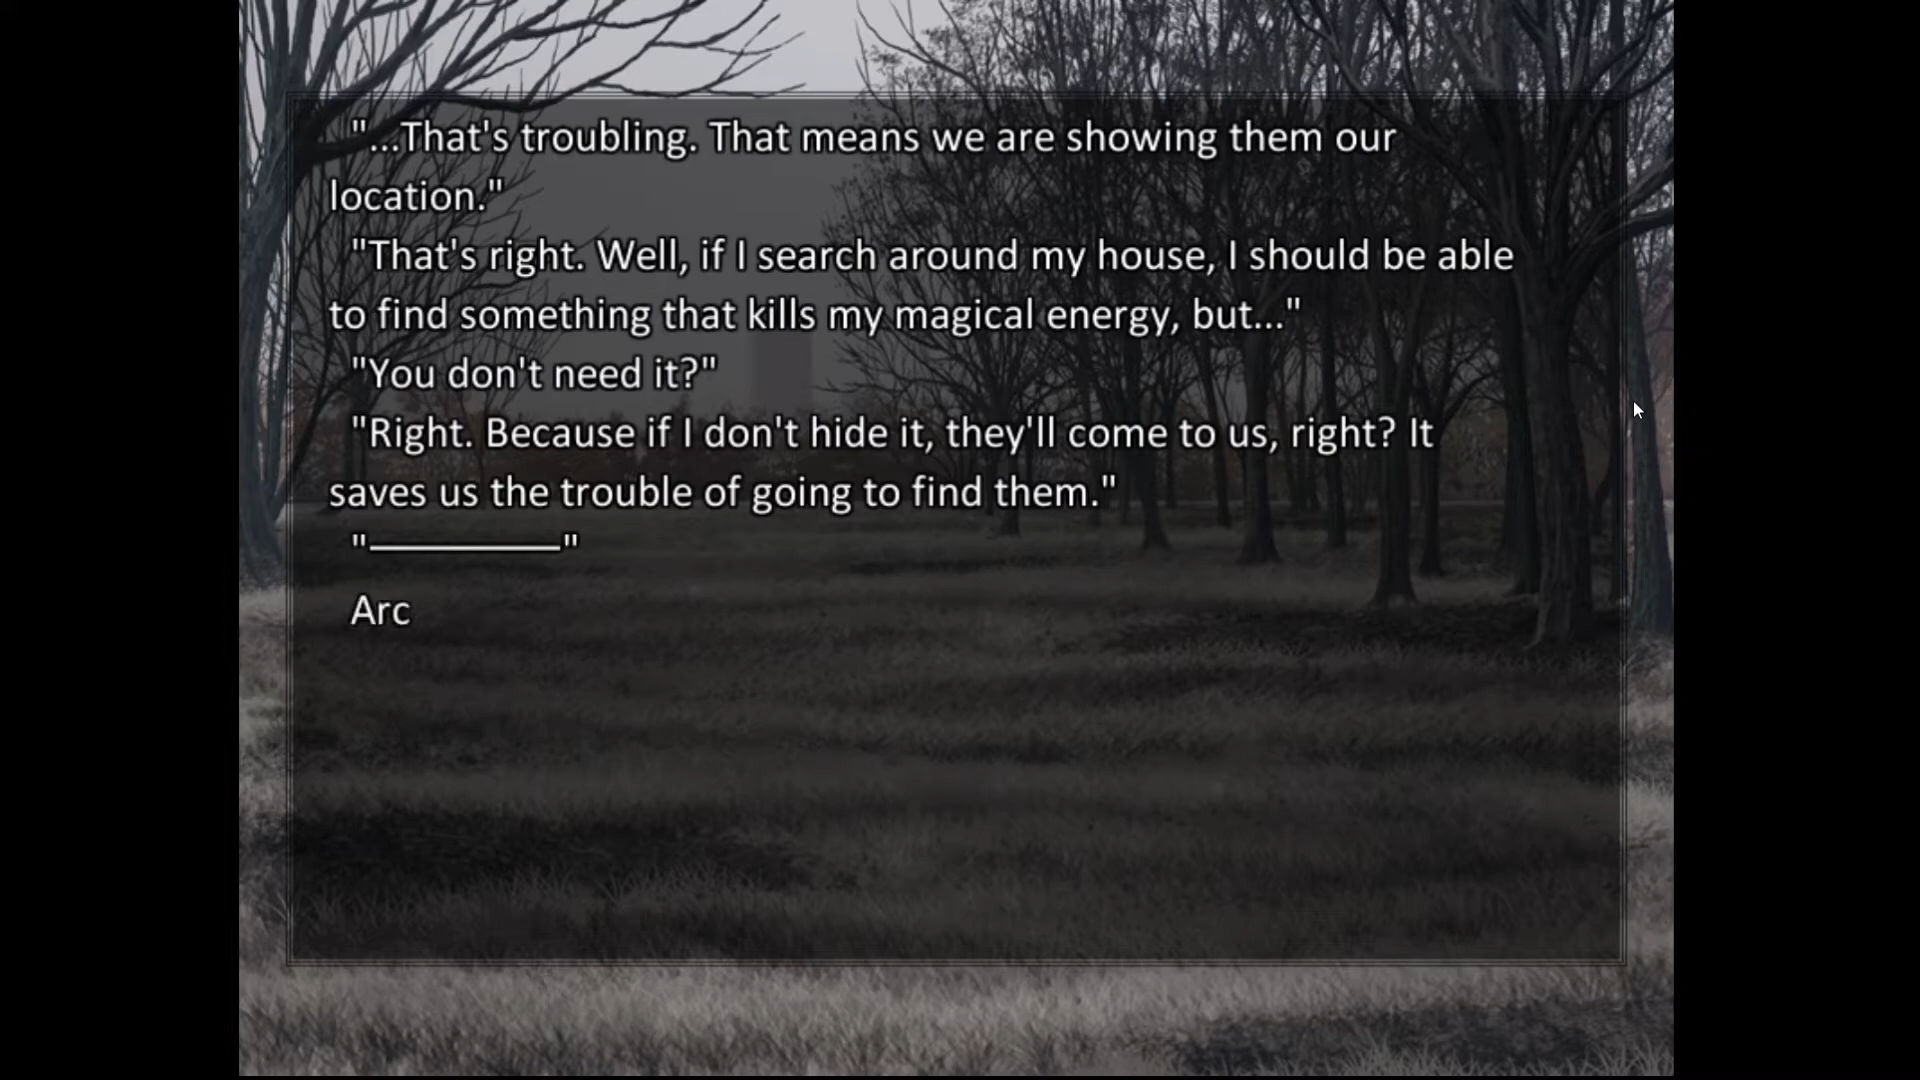 "...That's troubling. That means we are showing them our
location."
"That's right. Well, if I search around my house, I should be able
to find something that kills my magical energy, but..."
"You don't need it?"
"Right. Because if I don't hide it, they'll come to us, right? It
saves us the trouble of going to find them."
"————"
Arc